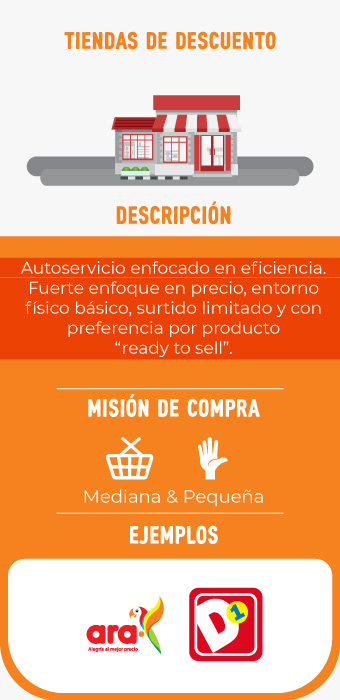 TIENDAS DE DESCUENTO
DESCRIPCIÓN
Autoservicio enfocado en eficiencia.
Fuerte enfoque en precio, entorno
físico básico, surtido limitado y con
preferencia por producto
“ready to sell”.
MISIÓN DE COMPRA
Mediana & Pequeña
EJEMPLOS
ara
Alegría al mejor precio
D1